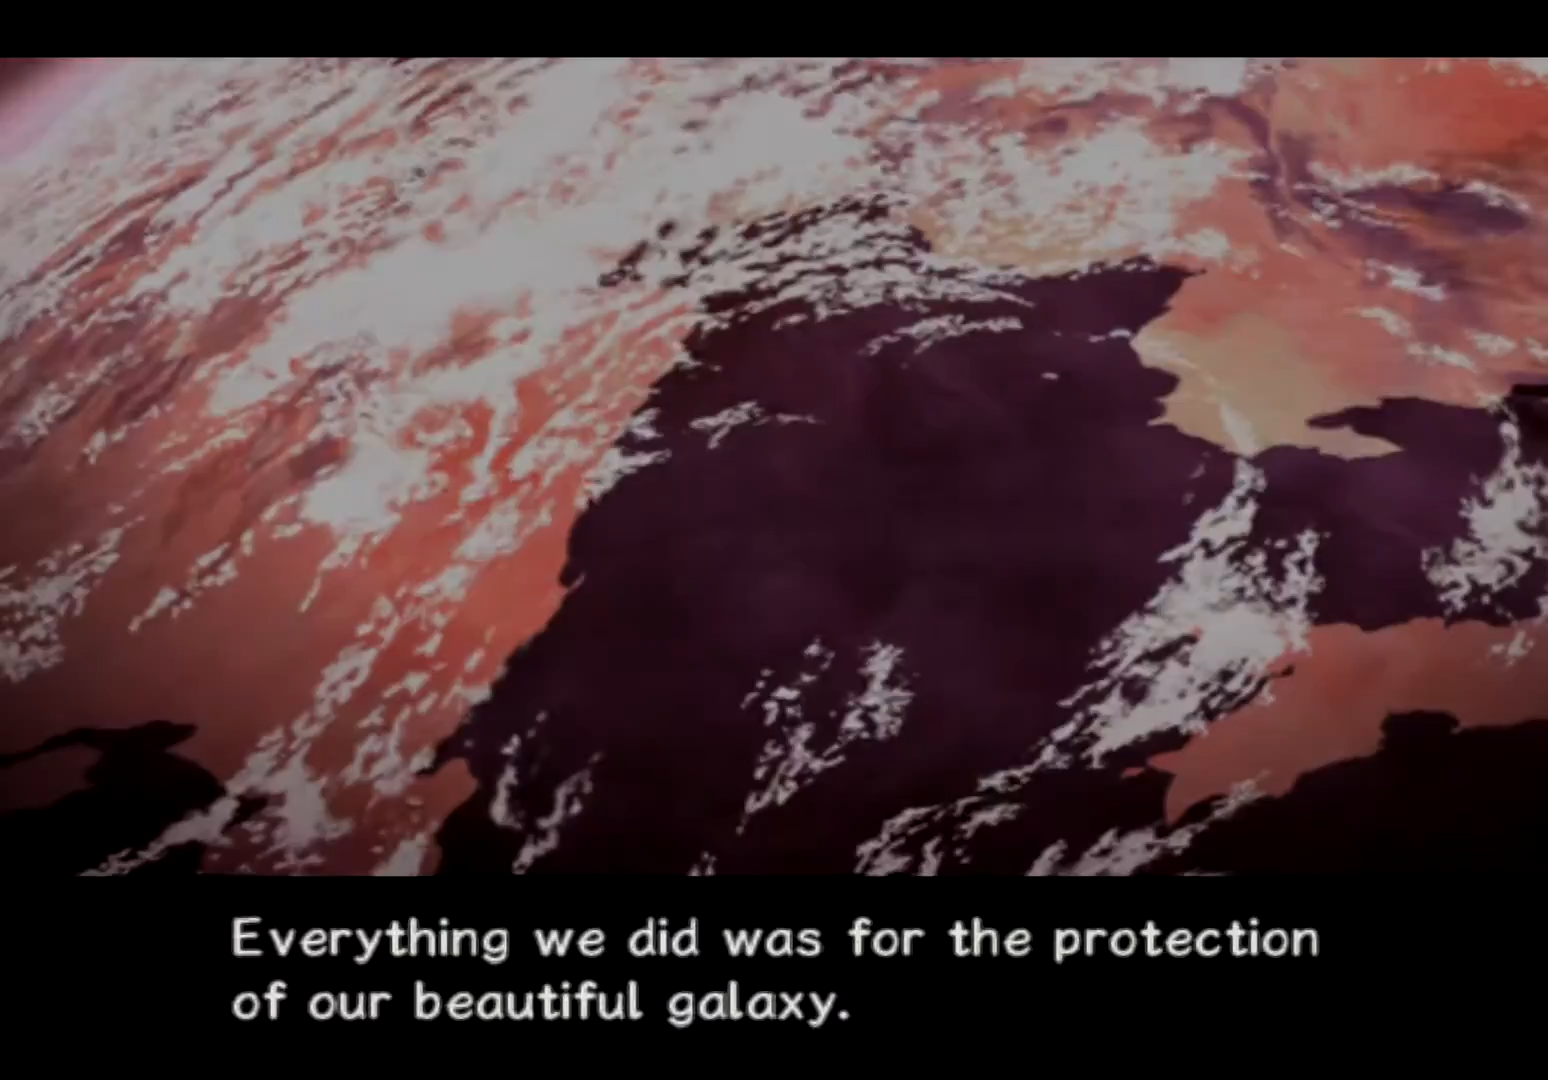 Everything we did was for the protection
of our beautiful galaxy.